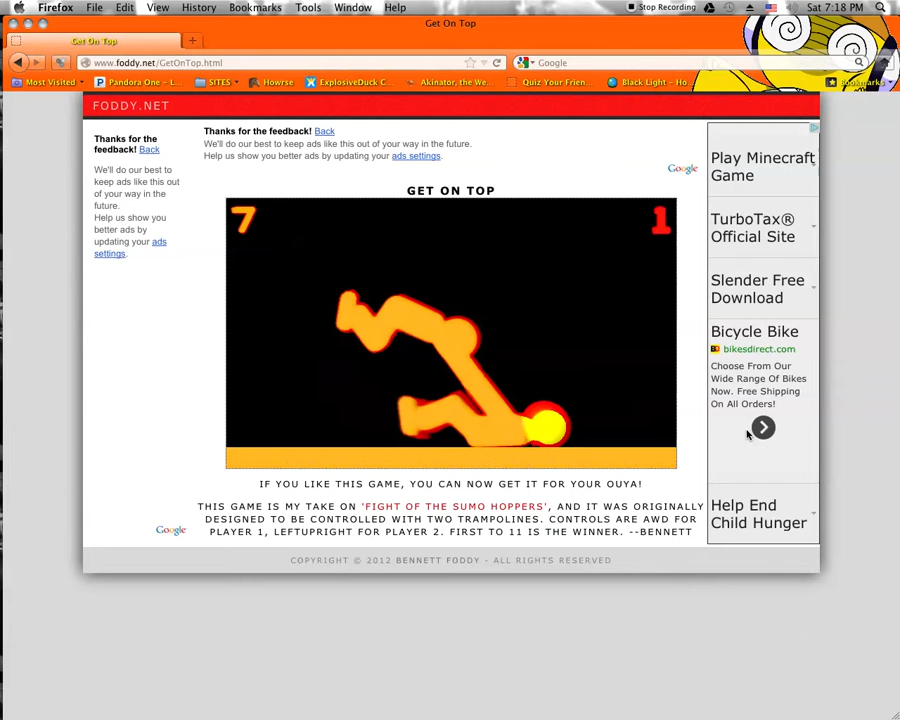 Firefox File Edit View History Bookmarks Tools Window Help Stop Recording Sat 7:18 PM
Get On Top
Get On Top
www.foddy.net/GetOnTop.html
Google
Most Visited
Pandora One – L...
SITES
Howrse
ExplosiveDuck C...
Akinator, the We...
Quiz Your Frien...
Black Light – Ho...
Bookmarks
FODDY.NET
Thanks for the
feedback! Back
We'll do our best to
keep ads like this out
of your way in the
future.
Help us show you
better ads by
updating your ads
settings.
Thanks for the feedback! Back
We'll do our best to keep ads like this out of your way in the future.
Help us show you better ads by updating your ads settings.
Google
GET ON TOP
7
1
IF YOU LIKE THIS GAME, YOU CAN NOW GET IT FOR YOUR OUYA!
THIS GAME IS MY TAKE ON 'FIGHT OF THE SUMO HOPPERS', AND IT WAS ORIGINALLY
DESIGNED TO BE CONTROLLED WITH TWO TRAMPOLINES. CONTROLS ARE AWD FOR
PLAYER 1, LEFTUPRIGHT FOR PLAYER 2. FIRST TO 11 IS THE WINNER. --BENNETT
Google
Play Minecraft
Game
TurboTax®
Official Site
Slender Free
Download
Bicycle Bike
bikesdirect.com
Choose From Our
Wide Range Of Bikes
Now. Free Shipping
On All Orders!
Help End
Child Hunger
COPYRIGHT © 2012 BENNETT FODDY - ALL RIGHTS RESERVED